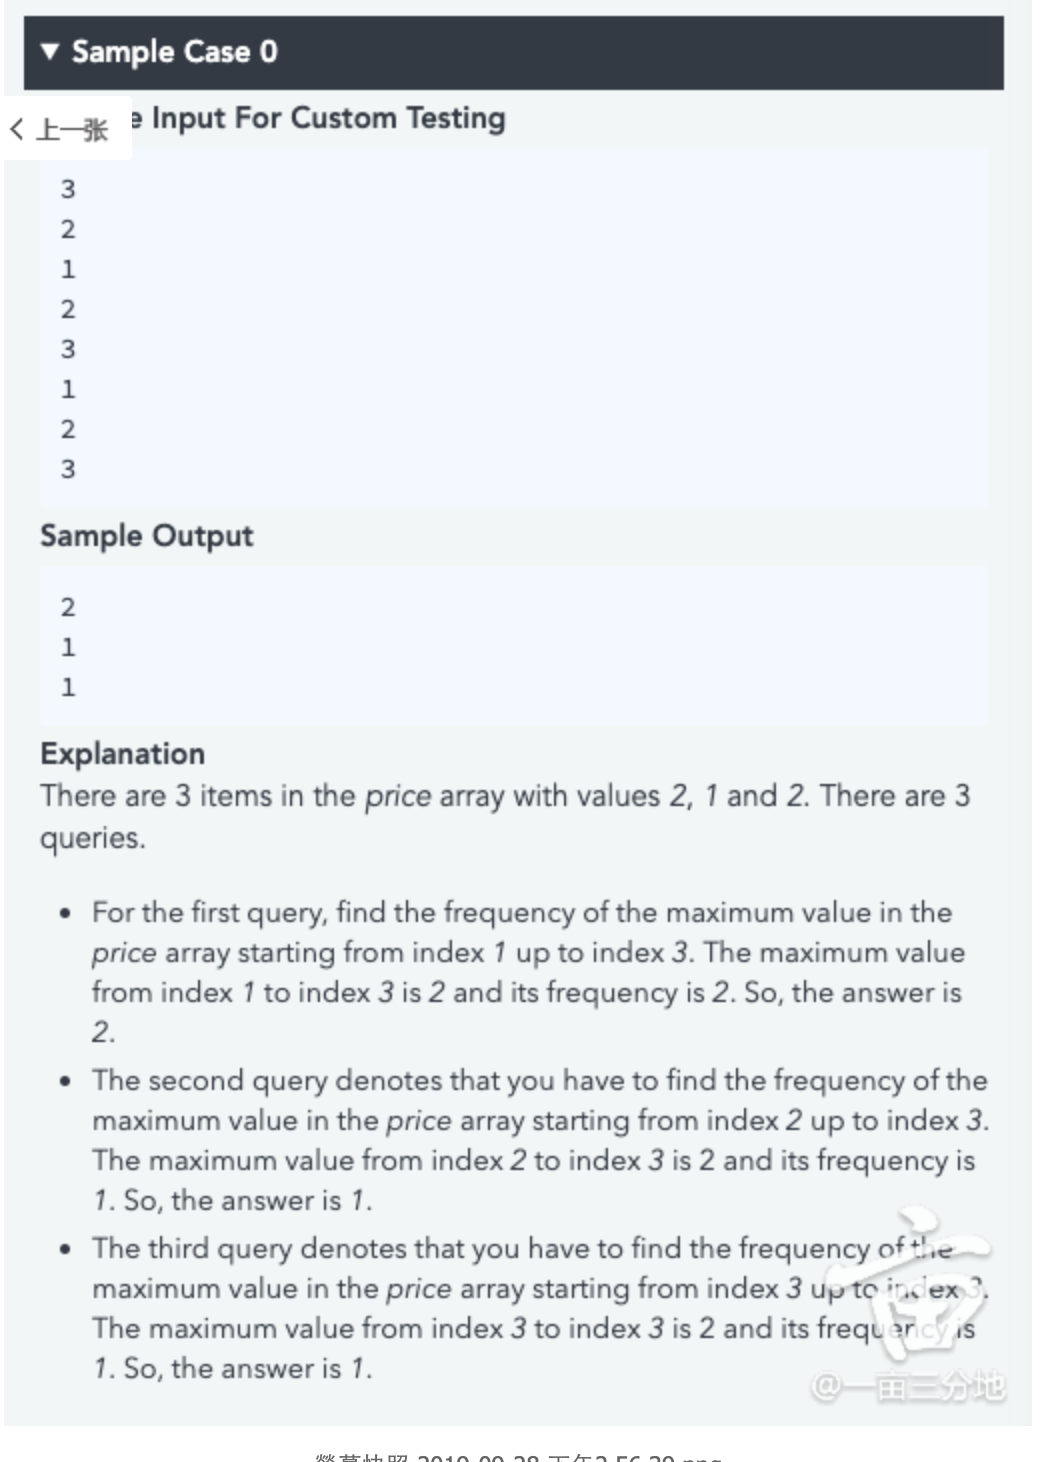 ▼ Sample Case 0
e Input For Custom Testing
< 上一张
3
2
1
2
3
1
2
3
Sample Output
2
1
1
Explanation
There are 3 items in the price array with values 2, 1 and 2. There are 3
queries.
• For the first query, find the frequency of the maximum value in the
price array starting from index 1 up to index 3. The maximum value
from index 1 to index 3 is 2 and its frequency is 2. So, the answer is
2.
• The second query denotes that you have to find the frequency of the
maximum value in the price array starting from index 2 up to index 3.
The maximum value from index 2 to index 3 is 2 and its frequency is
1. So, the answer is 1.
• The third query denotes that you have to find the frequency of the
maximum value in the price array starting from index 3 up to index 3.
The maximum value from index 3 to index 3 is 2 and its frequency is
1. So, the answer is 1.
亩
@一亩三分地
螢幕快照 2019-09-28 下午2.56.39.png